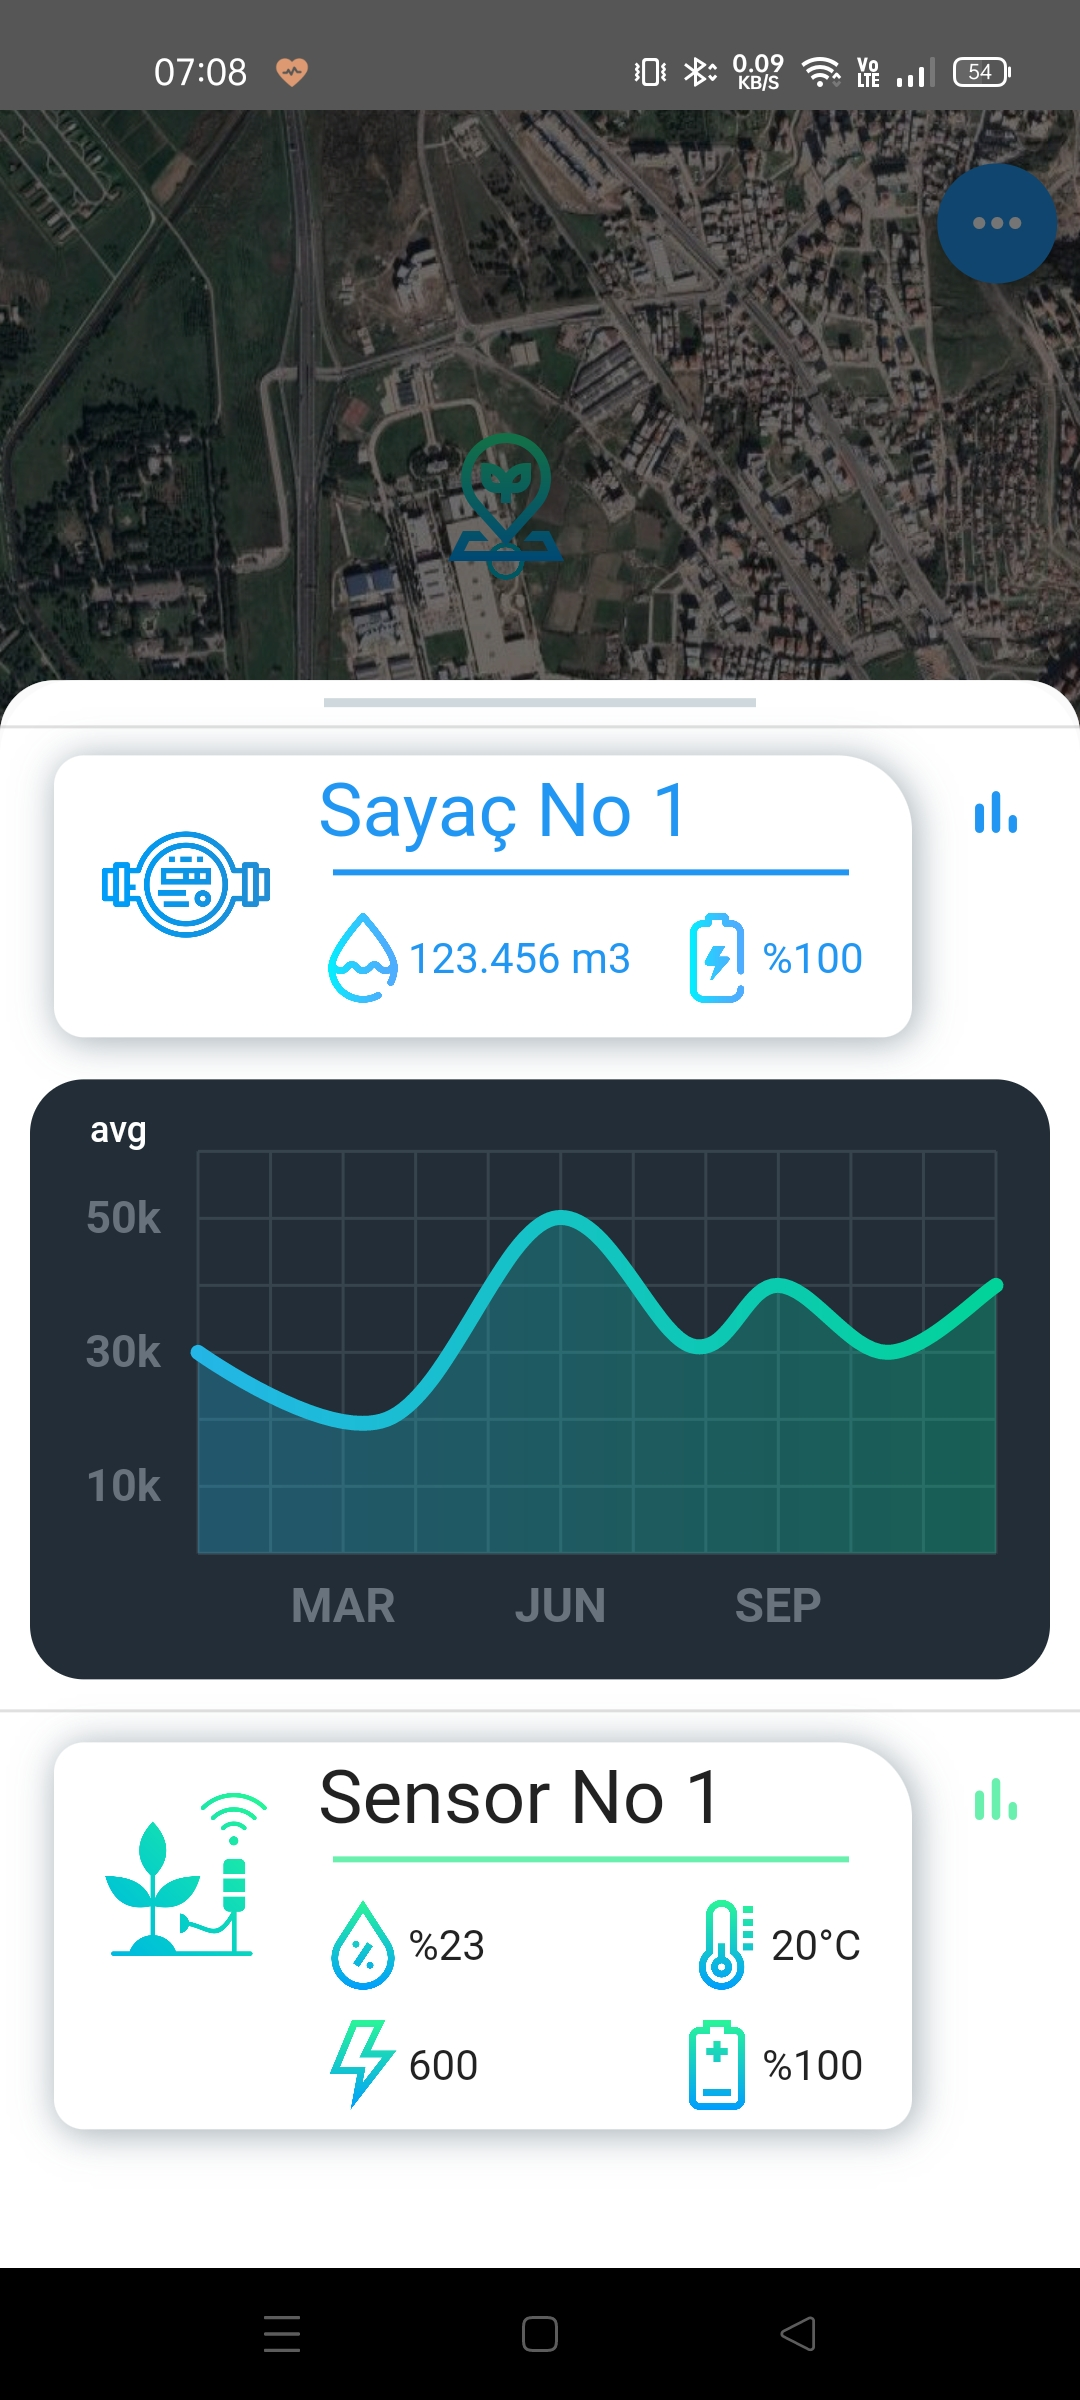 07:08 0.09 KB/S Vo LTE 54
Sayaç No 1
123.456 m3 %100
avg
50k
30k
10k
MAR JUN SEP
Sensor No 1
%23 20°C
600 %100